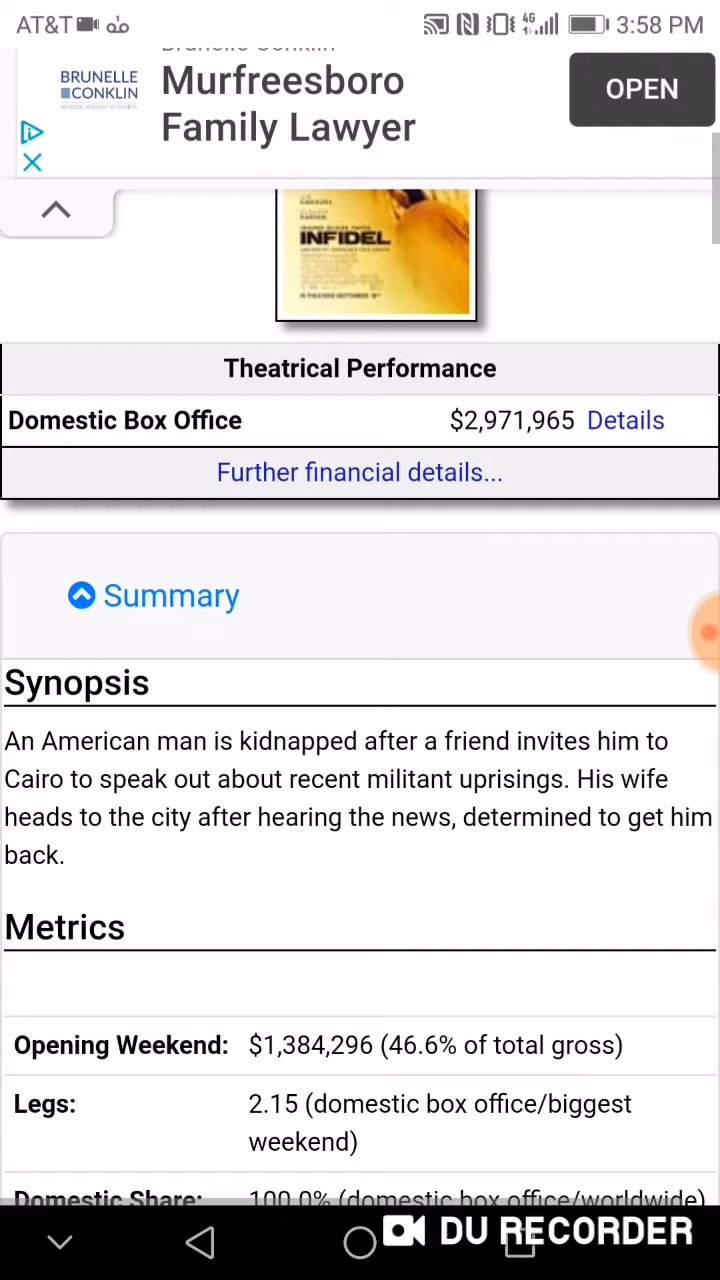 AT&T
4G
3:58 PM
BRUNELLE
CONKLIN
Murfreesboro
Family Lawyer
OPEN
INFIDEL
Theatrical Performance
Domestic Box Office $2,971,965 Details
Further financial details...
Summary
Synopsis
An American man is kidnapped after a friend invites him to
Cairo to speak out about recent militant uprisings. His wife
heads to the city after hearing the news, determined to get him
back.
Metrics
Opening Weekend: $1,384,296 (46.6% of total gross)
Legs: 2.15 (domestic box office/biggest
weekend)
Domestic Share: 100.0% (domestic box office/worldwide)
DU RECORDER